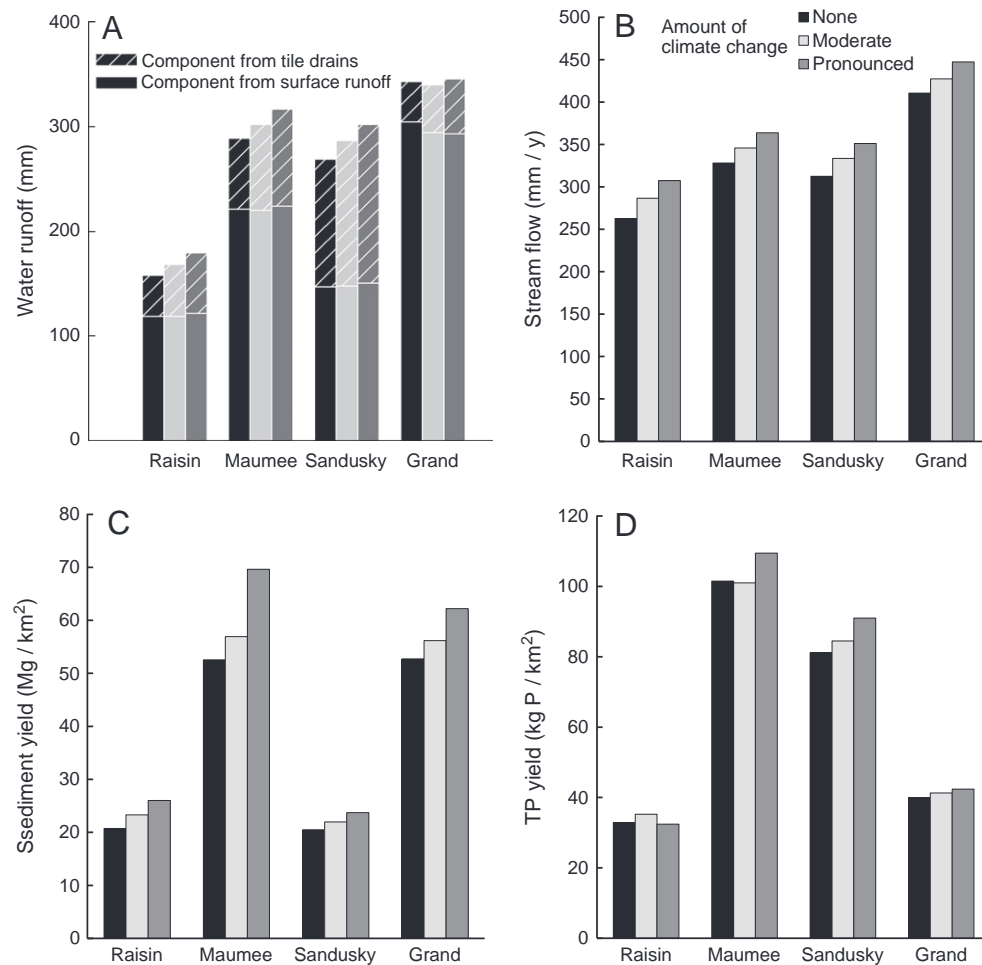 A
Component from tile drains
Component from surface runoff
Water runoff (mm)
400
300
200
100
0
Raisin Maumee Sandusky Grand
B
Amount of
climate change
None
Moderate
Pronounced
Stream flow (mm / y)
500
450
400
350
300
250
200
150
100
50
0
Raisin Maumee Sandusky Grand
C
Ssediment yield (Mg / km²)
80
70
60
50
40
30
20
10
0
Raisin Maumee Sandusky Grand
D
TP yield (kg P / km²)
120
100
80
60
40
20
0
Raisin Maumee Sandusky Grand